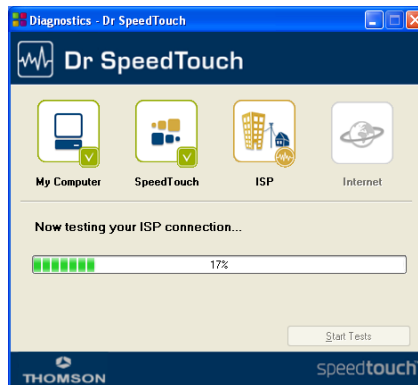 Diagnostics - Dr SpeedTouch
Dr SpeedTouch
My Computer SpeedTouch ISP Internet
Now testing your ISP connection...
17%
Start Tests
THOMSON speedtouch